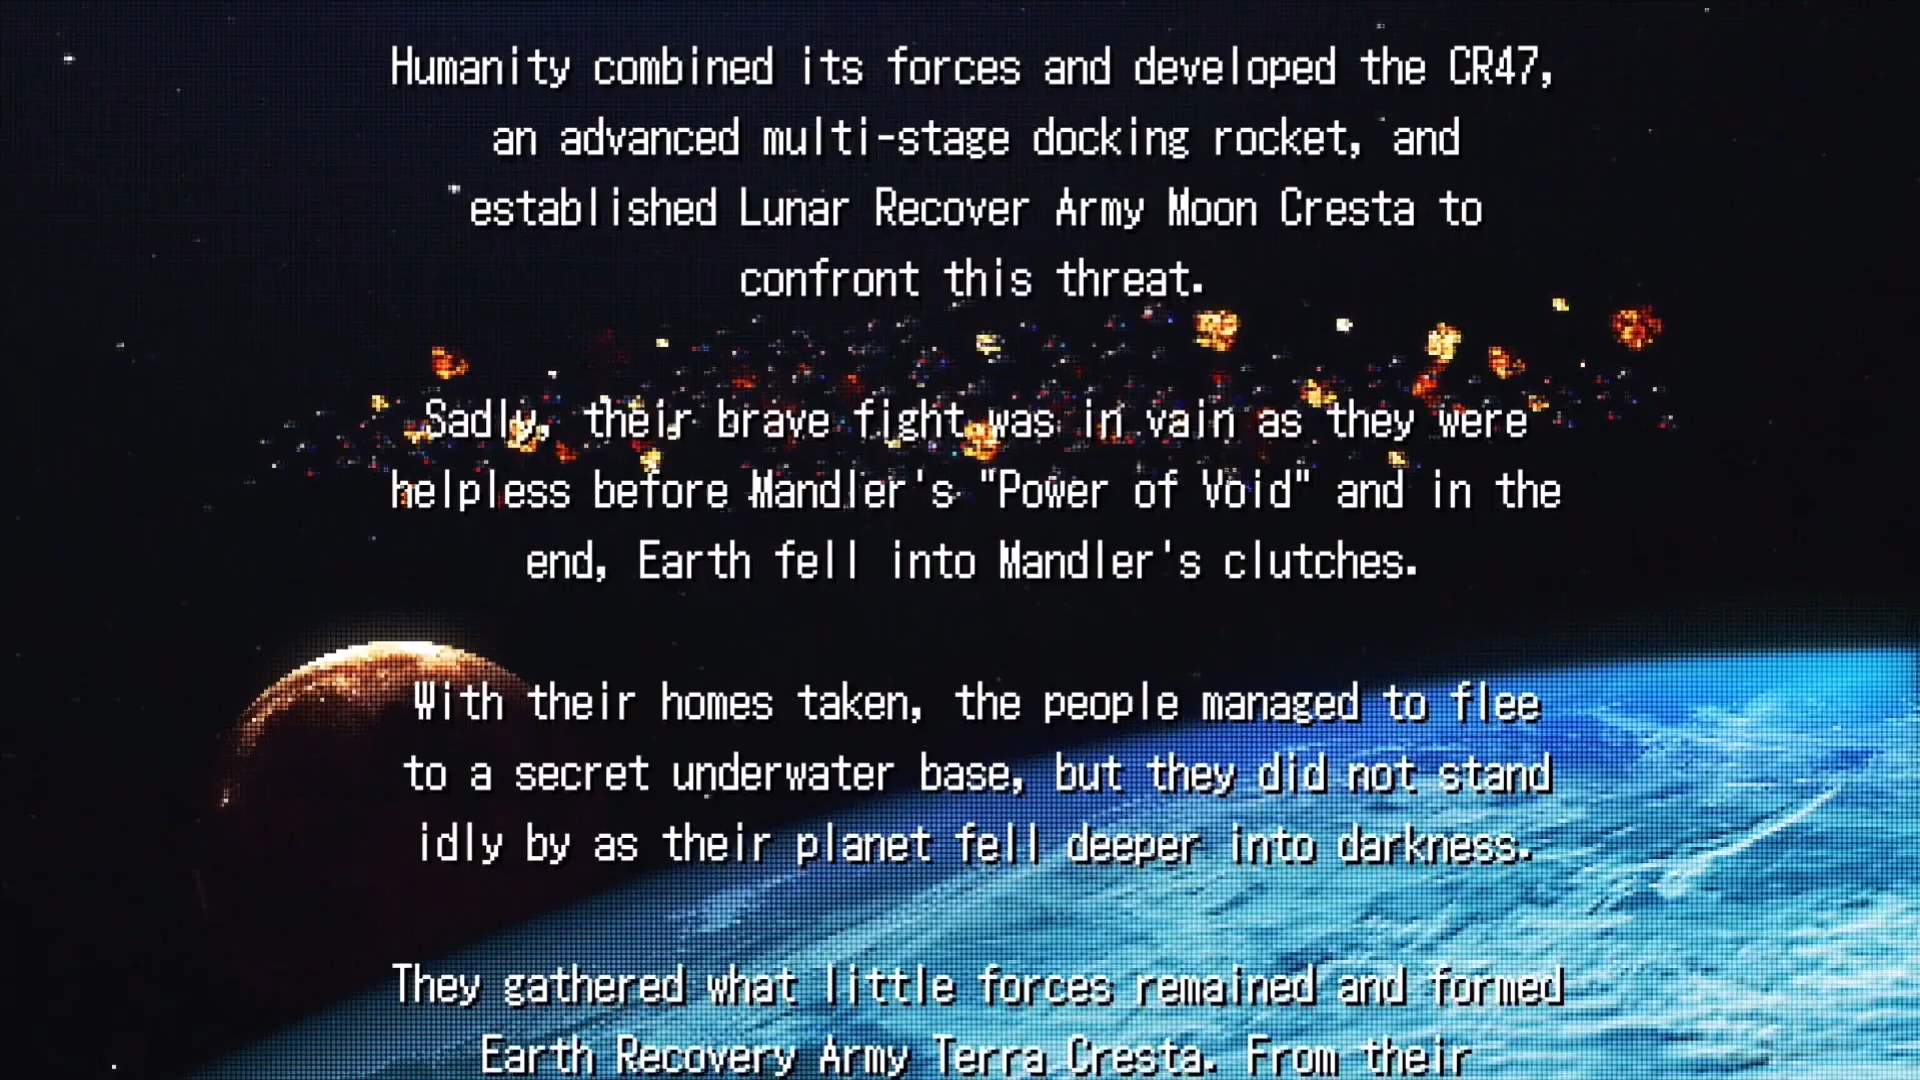 Humanity combined its forces and developed the CR47,
an advanced multi-stage docking rocket, and
established Lunar Recover Army Moon Cresta to
confront this threat.
Sadly, their brave fight was in vain as they were
helpless before Mandler's "Power of Void" and in the
end, Earth fell into Mandler's clutches.
With their homes taken, the people managed to flee
to a secret underwater base, but they did not stand
idly by as their planet fell deeper into darkness.
They gathered what little forces remained and formed
Earth Recovery Army Terra Cresta. From their